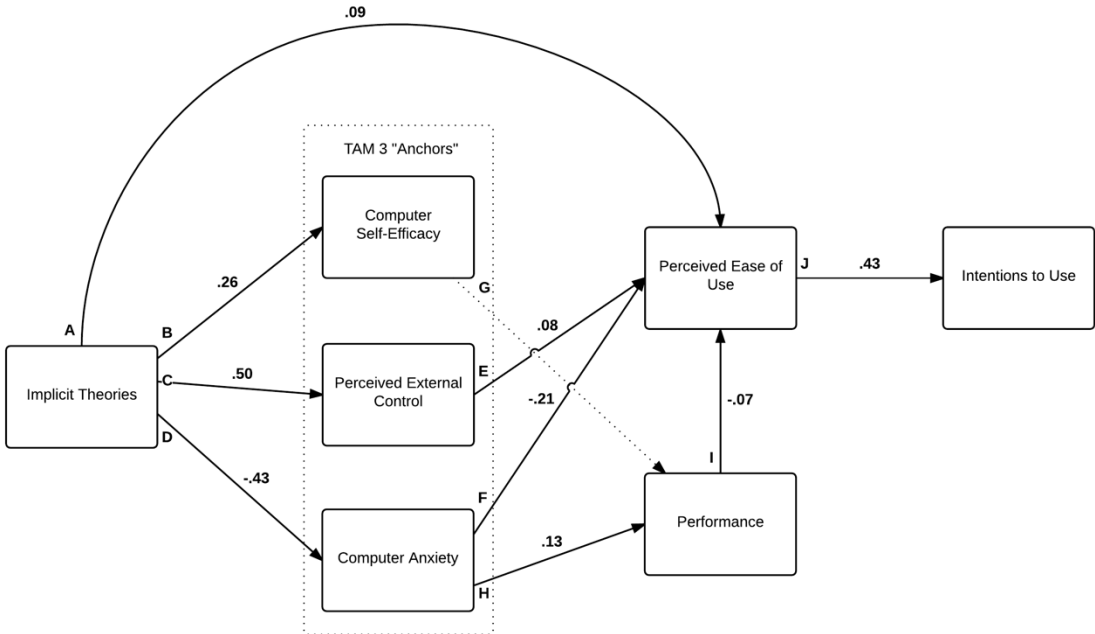 .09
TAM 3 "Anchors"
Computer
Self-Efficacy
G
.26
A
B
Implicit Theories
C
.50
D
Perceived External
Control
E
.08
-.21
-.43
Computer Anxiety
F
H
.13
Perceived Ease of
Use
J
.43
Intentions to Use
-.07
I
Performance